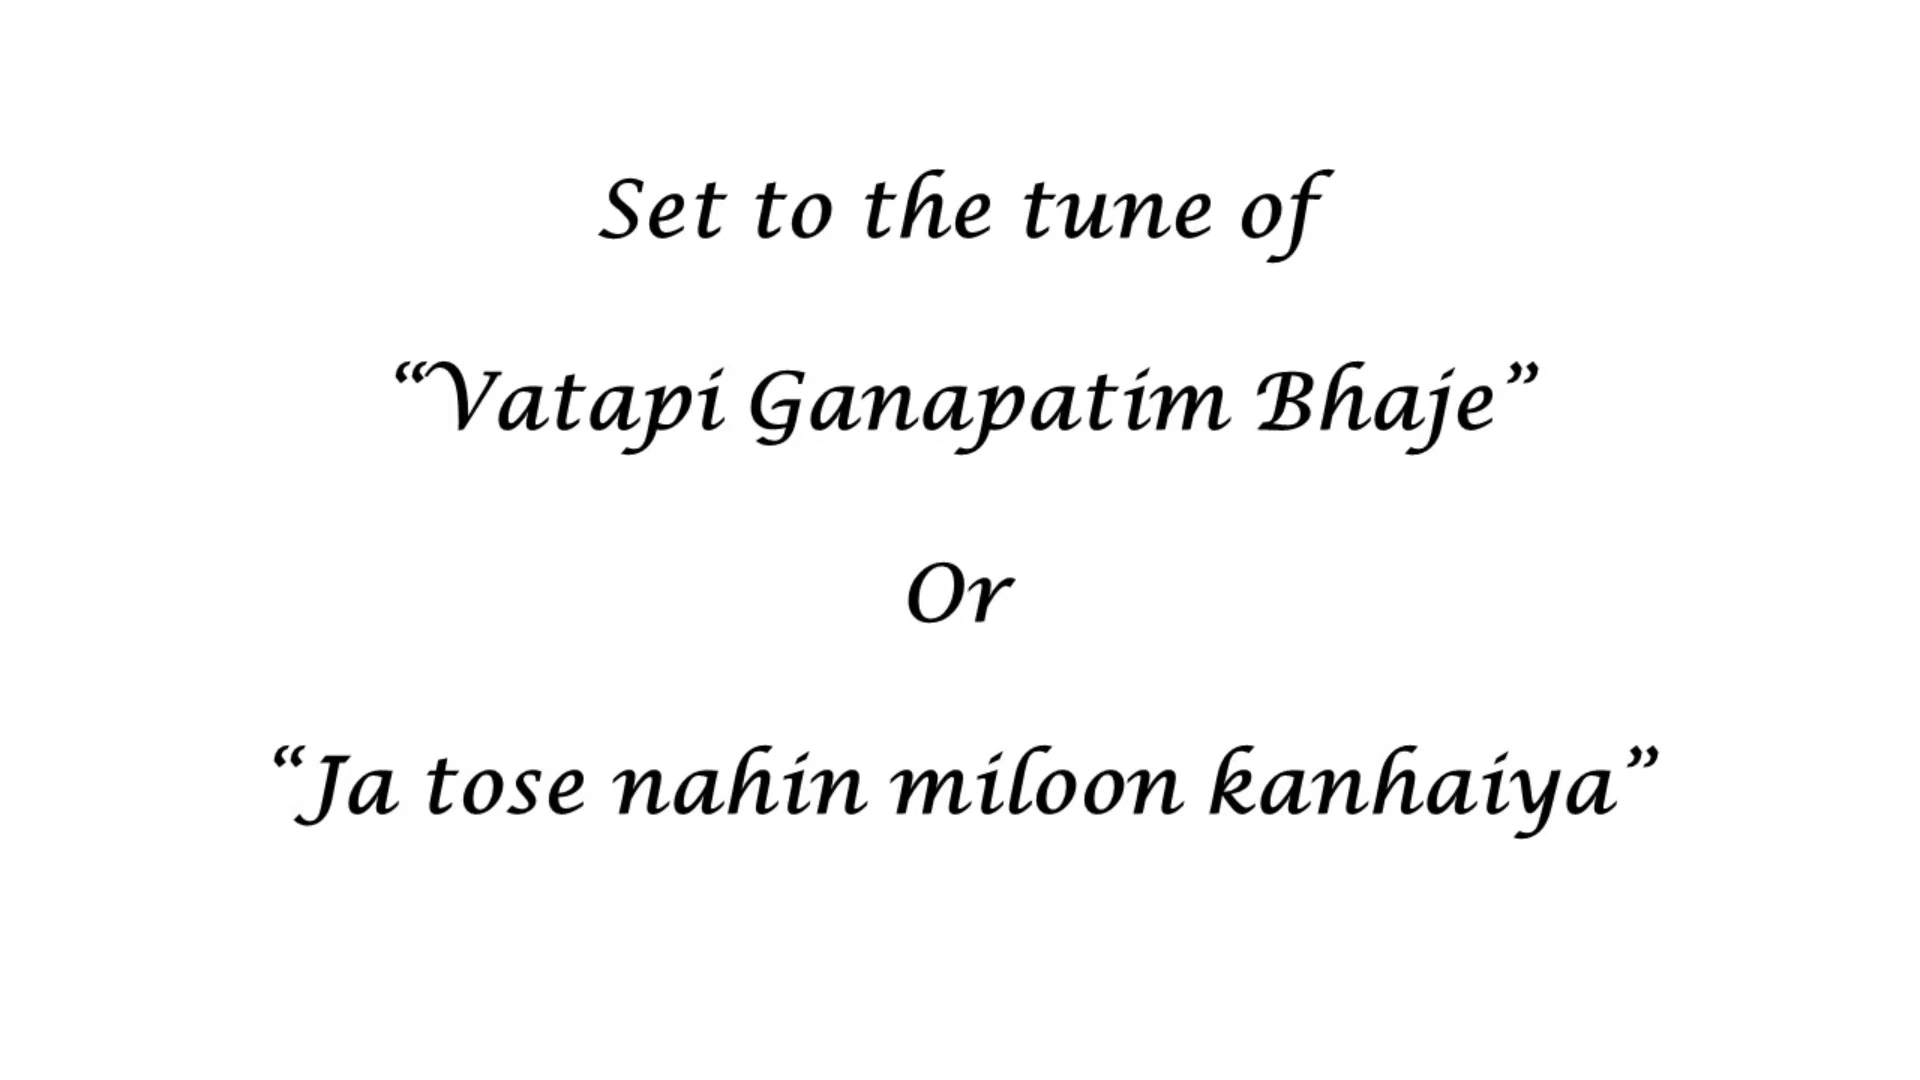 Set to the tune of
“Vatapi Ganapatim Bhaje”
Or
“Ja tose nahin miloon kanhaiya”